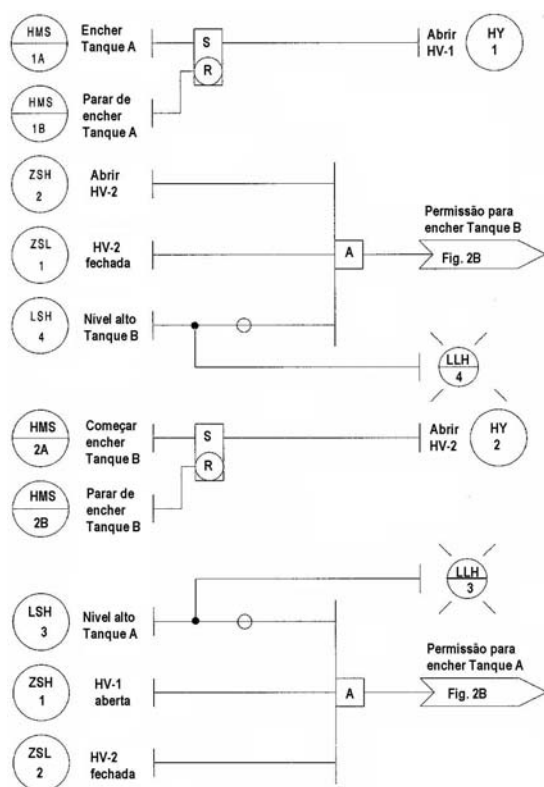 HMS
1A
Encher
Tanque A
S
R
Abrir
HV-1
HY
1
HMS
1B
Parar de
encher
Tanque A
ZSH
2
Abrir
HV-2
ZSL
1
HV-2
fechada
A
Permissão para
encher Tanque B
Fig. 2B
LSH
4
Nível alto
Tanque B
LLH
4
HMS
2A
Começar
encher
Tanque B
S
R
Abrir
HV-2
HY
2
HMS
2B
Parar de
encher
Tanque B
LLH
3
LSH
3
Nível alto
Tanque A
ZSH
1
HV-1
aberta
A
Permissão para
encher Tanque A
Fig. 2B
ZSL
2
HV-2
fechada